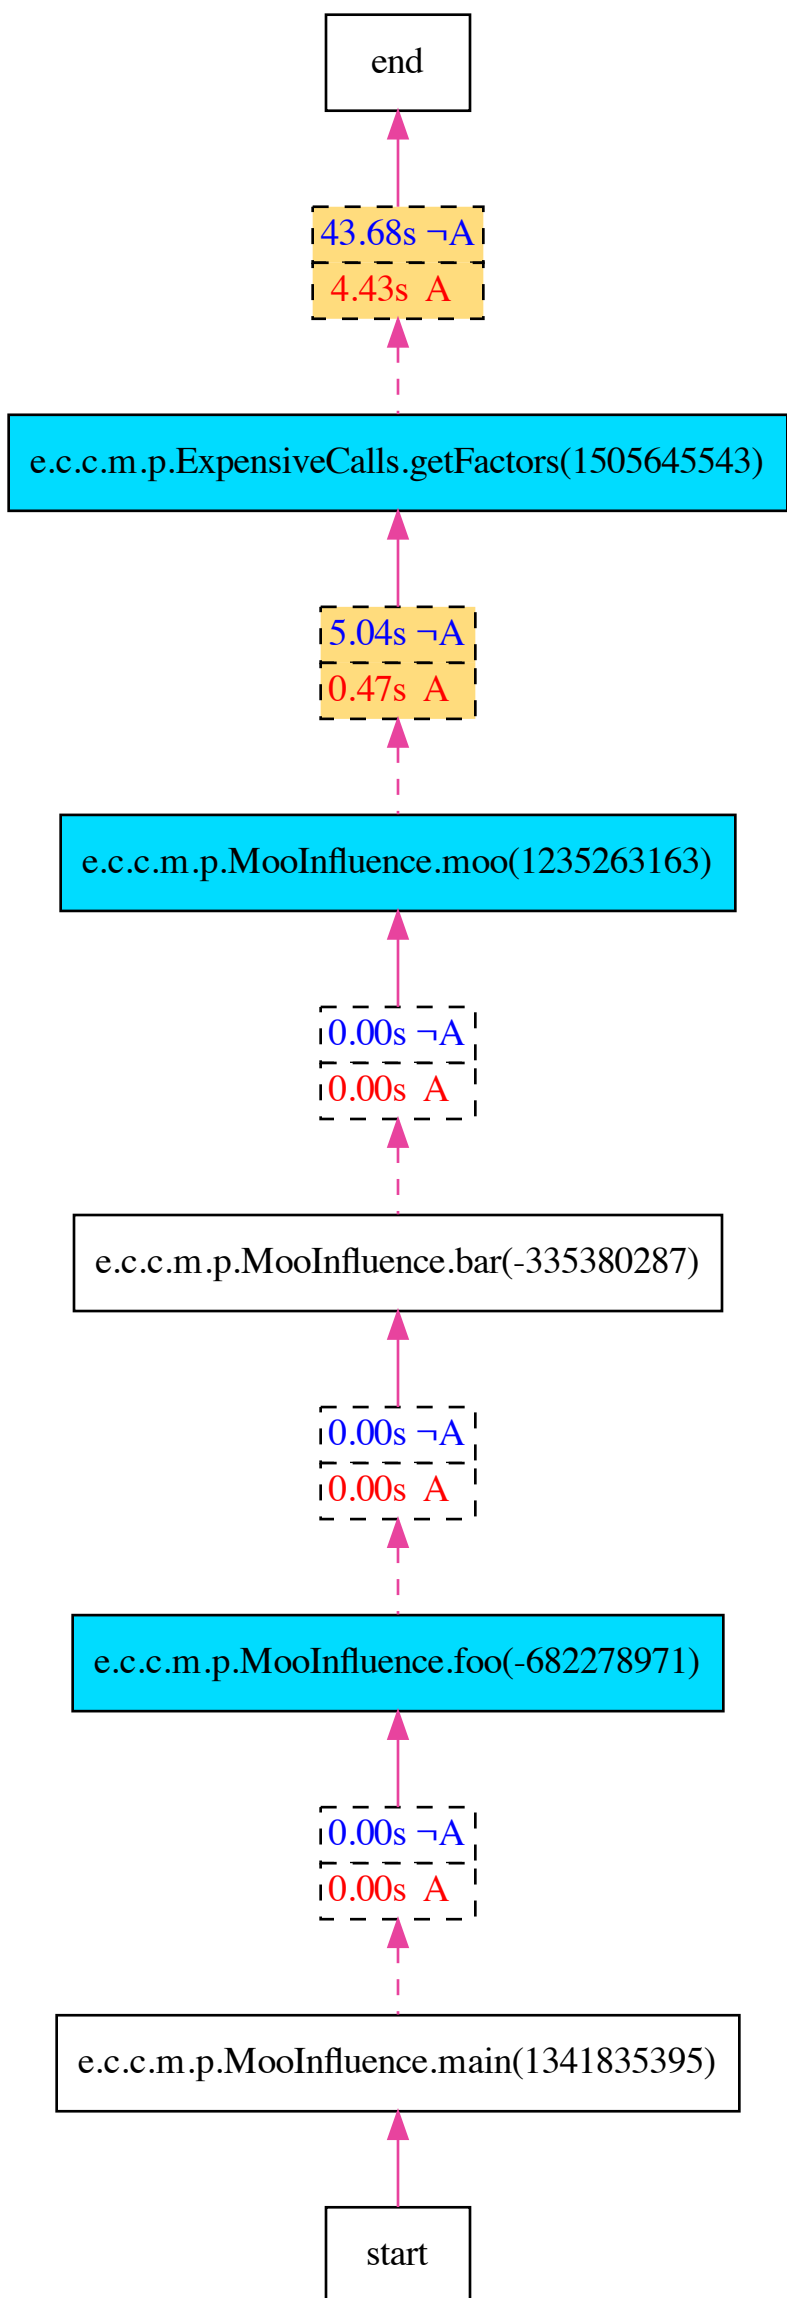 end
43.68s ¬A
4.43s A
e.c.c.m.p.ExpensiveCalls.getFactors(1505645543)
5.04s ¬A
0.47s A
e.c.c.m.p.MooInfluence.moo(1235263163)
0.00s ¬A
0.00s A
e.c.c.m.p.MooInfluence.bar(-335380287)
0.00s ¬A
0.00s A
e.c.c.m.p.MooInfluence.foo(-682278971)
0.00s ¬A
0.00s A
e.c.c.m.p.MooInfluence.main(1341835395)
start